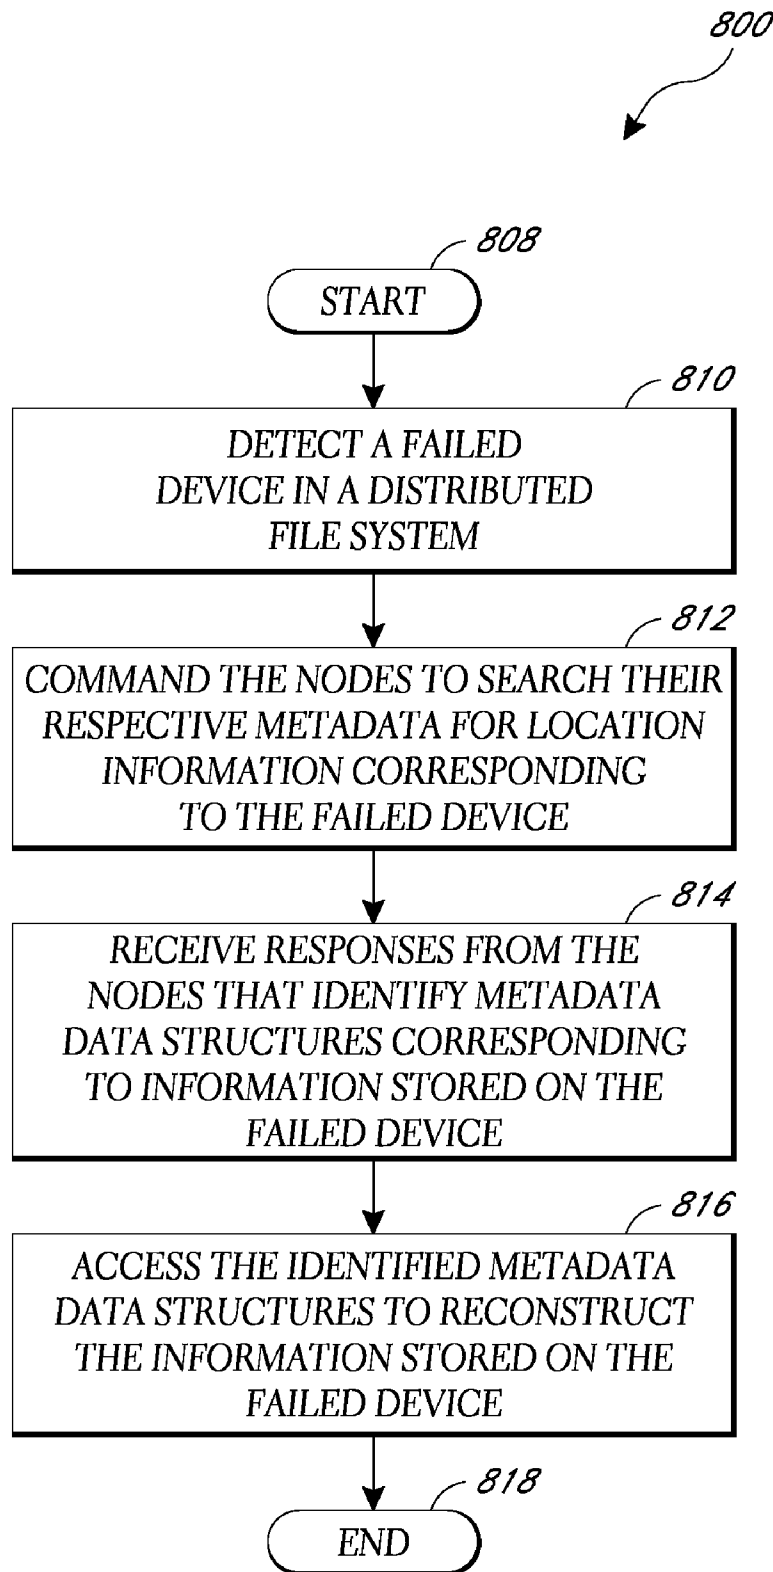 800
808
START
810
DETECT A FAILED
DEVICE IN A DISTRIBUTED
FILE SYSTEM
812
COMMAND THE NODES TO SEARCH THEIR
RESPECTIVE METADATA FOR LOCATION
INFORMATION CORRESPONDING
TO THE FAILED DEVICE
814
RECEIVE RESPONSES FROM THE
NODES THAT IDENTIFY METADATA
DATA STRUCTURES CORRESPONDING
TO INFORMATION STORED ON THE
FAILED DEVICE
816
ACCESS THE IDENTIFIED METADATA
DATA STRUCTURES TO RECONSTRUCT
THE INFORMATION STORED ON THE
FAILED DEVICE
818
END